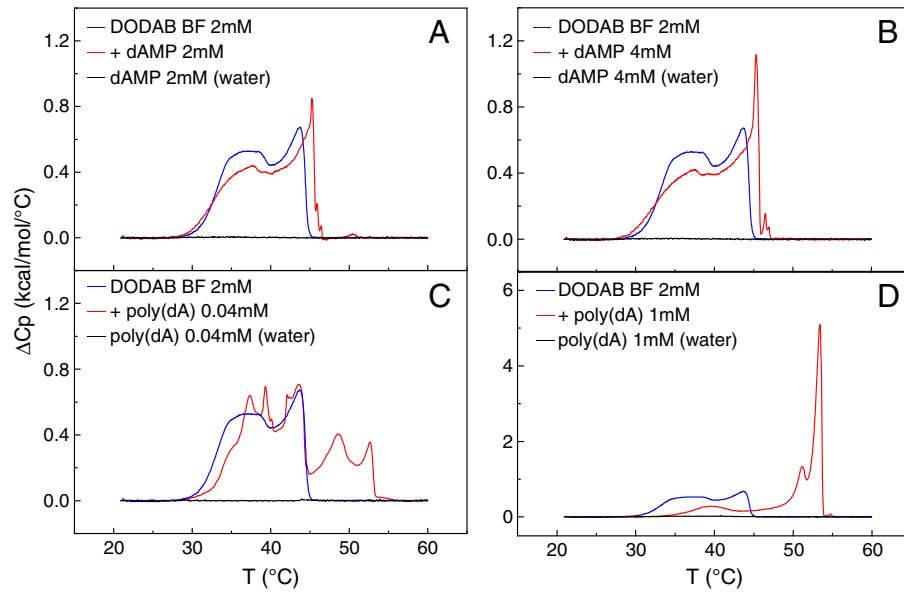 DODAB BF 2mM
+ dAMP 2mM
dAMP 2mM (water)
A
DODAB BF 2mM
+ dAMP 4mM
dAMP 4mM (water)
B
1.2
0.8
0.4
0.0
1.2
0.8
0.4
0.0
DODAB BF 2mM
+ poly(dA) 0.04mM
poly(dA) 0.04mM (water)
C
DODAB BF 2mM
+ poly(dA) 1mM
poly(dA) 1mM (water)
D
1.2
0.8
0.4
0.0
6
4
2
0
ΔCp (kcal/mol/°C)
20 30 40 50 60
20 30 40 50 60
T (°C)
T (°C)